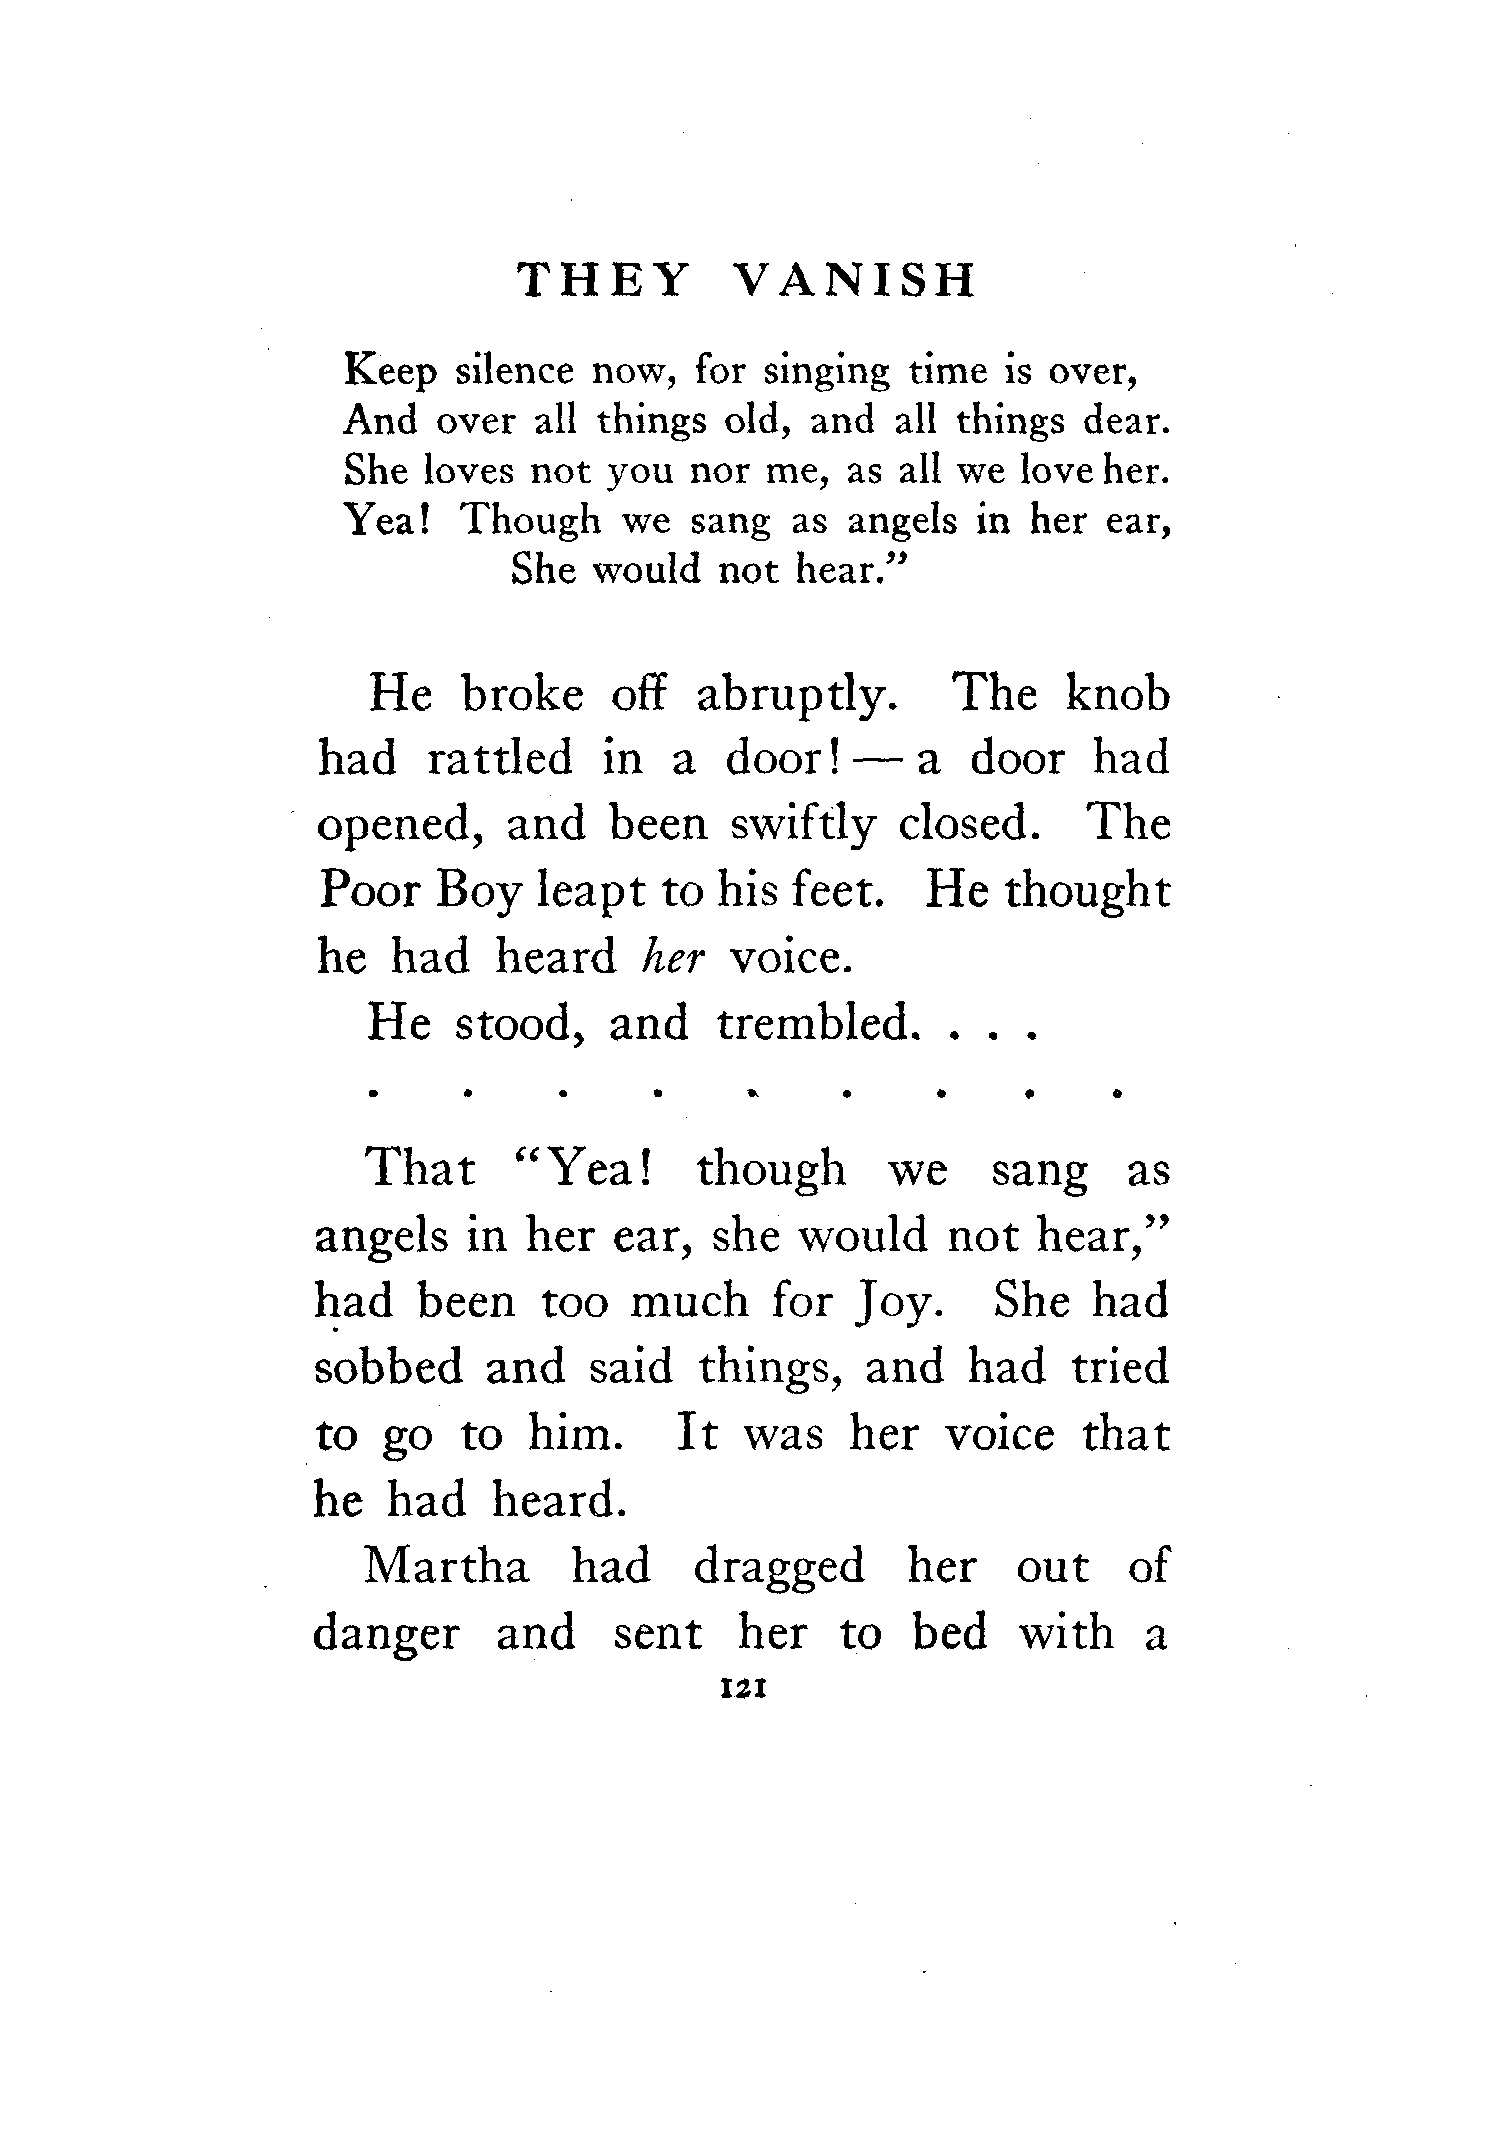 THEY VANISH
Keep silence now, for singing time is over,
And over all things old, and all things dear.
She loves not you nor me, as all we love her.
Yea! Though we sang as angels in her ear,
She would not hear.”
He broke off abruptly. The knob
had rattled in a door!—a door had
opened, and been swiftly closed. The
Poor Boy leapt to his feet. He thought
he had heard her voice.
He stood, and trembled. . . .
. . . . . . . . .
That “Yea! though we sang as
angels in her ear, she would not hear,”
had been too much for Joy. She had
sobbed and said things, and had tried
to go to him. It was her voice that
he had heard.
Martha had dragged her out of
danger and sent her to bed with a
121